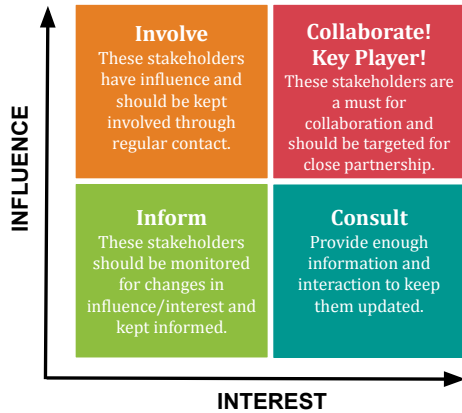 INFLUENCE
Involve
These stakeholders
have influence and
should be kept
involved through
regular contact.
Collaborate!
Key Player!
These stakeholders are
a must for
collaboration and
should be targeted for
close partnership.
Inform
These stakeholders
should be monitored
for changes in
influence/interest and
kept informed.
Consult
Provide enough
information and
interaction to keep
them updated.
INTEREST